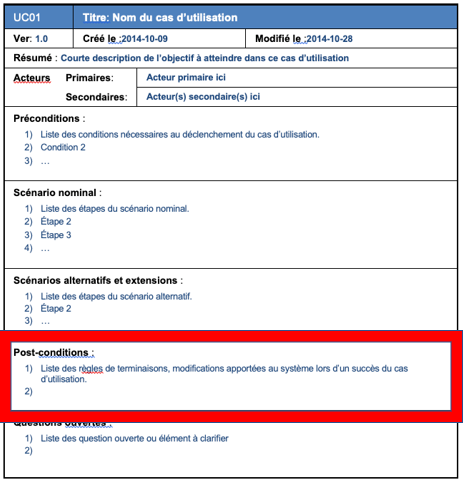 UC01 Titre: Nom du cas d'utilisation
Ver: 1.0 Créé le :2014-10-09 Modifié le :2014-10-28
Résumé : Courte description de l'objectif à atteindre dans ce cas d'utilisation
Acteurs Primaires: Acteur primaire ici
Secondaires: Acteur(s) secondaire(s) ici
Préconditions :
1) Liste des conditions nécessaires au déclenchement du cas d'utilisation.
2) Condition 2
3) …
Scénario nominal :
1) Liste des étapes du scénario nominal.
2) Étape 2
3) Étape 3
4) …
Scénarios alternatifs et extensions :
1) Liste des étapes du scénario alternatif.
2) Étape 2
3) …
Post-conditions :
1) Liste des règles de terminaisons, modifications apportées au système lors d'un succès du cas
d'utilisation.
2)
Questions ouvertes :
1) Liste des question ouverte ou élément à clarifier
2)